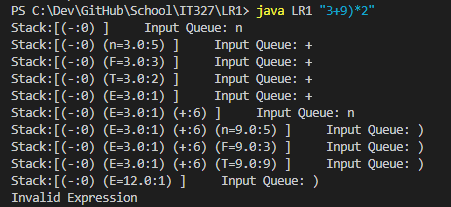 PS C:\Dev\GitHub\School\IT327\LR1> java LR1 "3+9)*2"
Stack:[(-:0) ]     Input Queue: n
Stack:[(-:0) (n=3.0:5) ]     Input Queue: +
Stack:[(-:0) (F=3.0:3) ]     Input Queue: +
Stack:[(-:0) (T=3.0:2) ]     Input Queue: +
Stack:[(-:0) (E=3.0:1) ]     Input Queue: +
Stack:[(-:0) (E=3.0:1) (+:6) ]     Input Queue: n
Stack:[(-:0) (E=3.0:1) (+:6) (n=9.0:5) ]     Input Queue: )
Stack:[(-:0) (E=3.0:1) (+:6) (F=9.0:3) ]     Input Queue: )
Stack:[(-:0) (E=3.0:1) (+:6) (T=9.0:9) ]     Input Queue: )
Stack:[(-:0) (E=12.0:1) ]     Input Queue: )
Invalid Expression